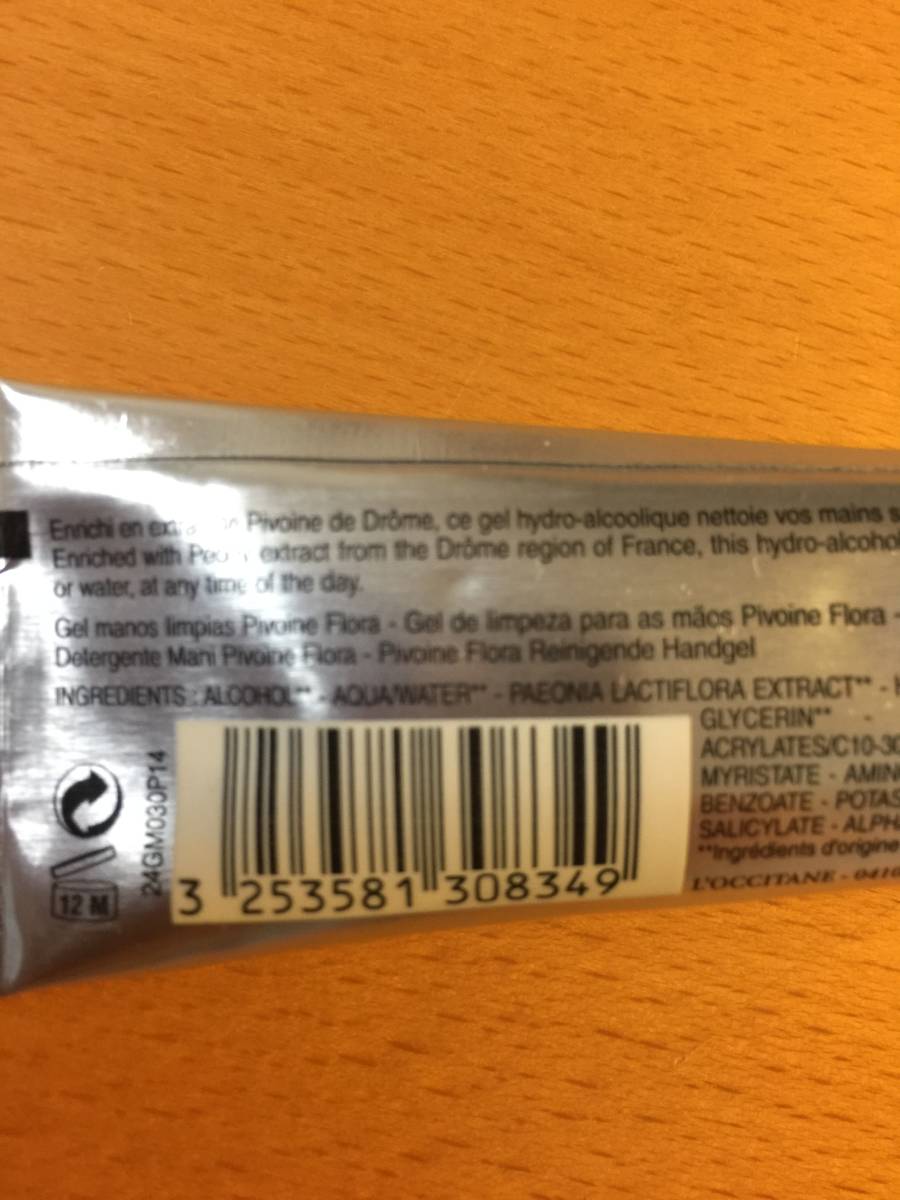 Enrichi en Pivoine de Drôme, ce gel hydro-alcoolique nettoie vos mains
Enriched with extract from the Drôme region of France, this hydro-alcohol
or water, at any time of the day.
Gel manos limpias Pivoine Flora - Gel de limpeza para as mãos Pivoine Flora -
Detergente Mani Pivoine Flora - Pivoine Flora Reinigende Handgel
INGREDIENTS : ALCOHOL** - AQUA/WATER** - PAEONIA LACTIFLORA EXTRACT** -
GLYCERIN** -
ACRYLATES/C10-30
MYRISTATE - AMIN
BENZOATE - POTAS
SALICYLATE - ALPH
**Ingrédients d'origine
L'OCCITANE - 0410
24GM030P14
12 M
3 253581 308349